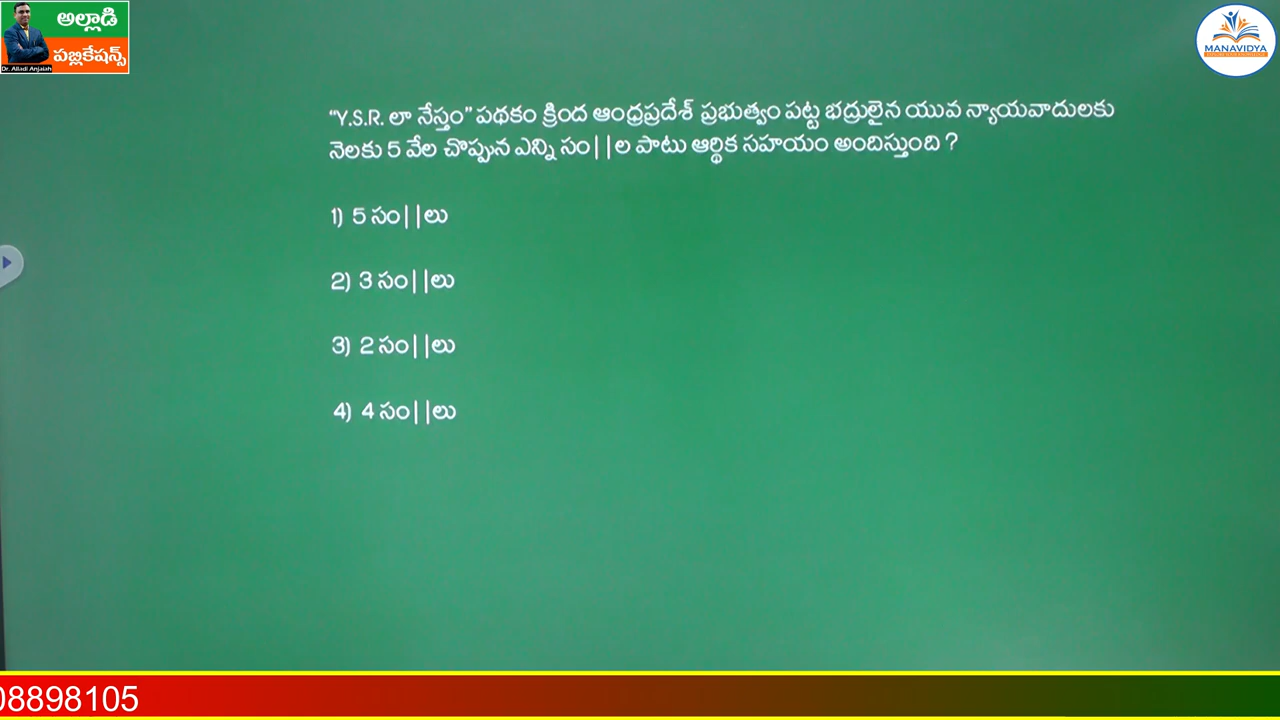 అల్లాడి
పబ్లికేషన్స్
Dr. Alladi Anjaiah
MANAVIDYA
"Y.S.R. లా నేస్తం" పథకం క్రింద ఆంధ్రప్రదేశ్ ప్రభుత్వం పట్ట భద్రులైన యువ న్యాయవాదులకు
నెలకు 5 వేల చొప్పున ఎన్ని సం||ల పాటు ఆర్థిక సహయం అందిస్తుంది ?
1) 5 సం||లు
2) 3 సం||లు
3) 2 సం||లు
4) 4 సం||లు
08898105